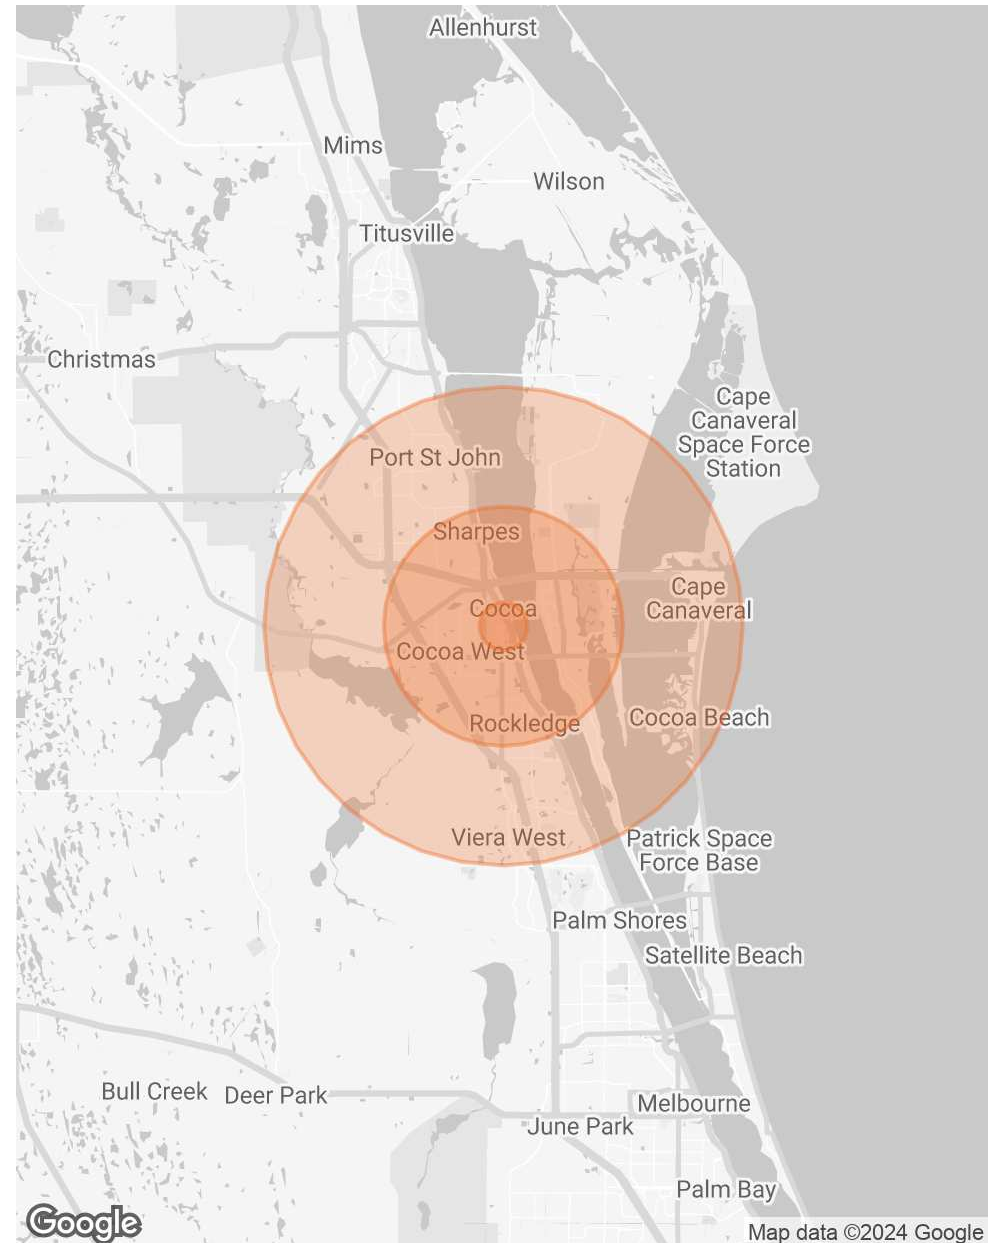 Allenhurst
Mims
Wilson
Titusville
Christmas
Cape
Canaveral
Space Force
Station
Port St John
Sharpes
Cape
Canaveral
Cocoa
Cocoa West
Cocoa Beach
Rockledge
Viera West
Patrick Space
Force Base
Palm Shores
Satellite Beach
Bull Creek
Deer Park
Melbourne
June Park
Palm Bay
Google
Map data ©2024 Google